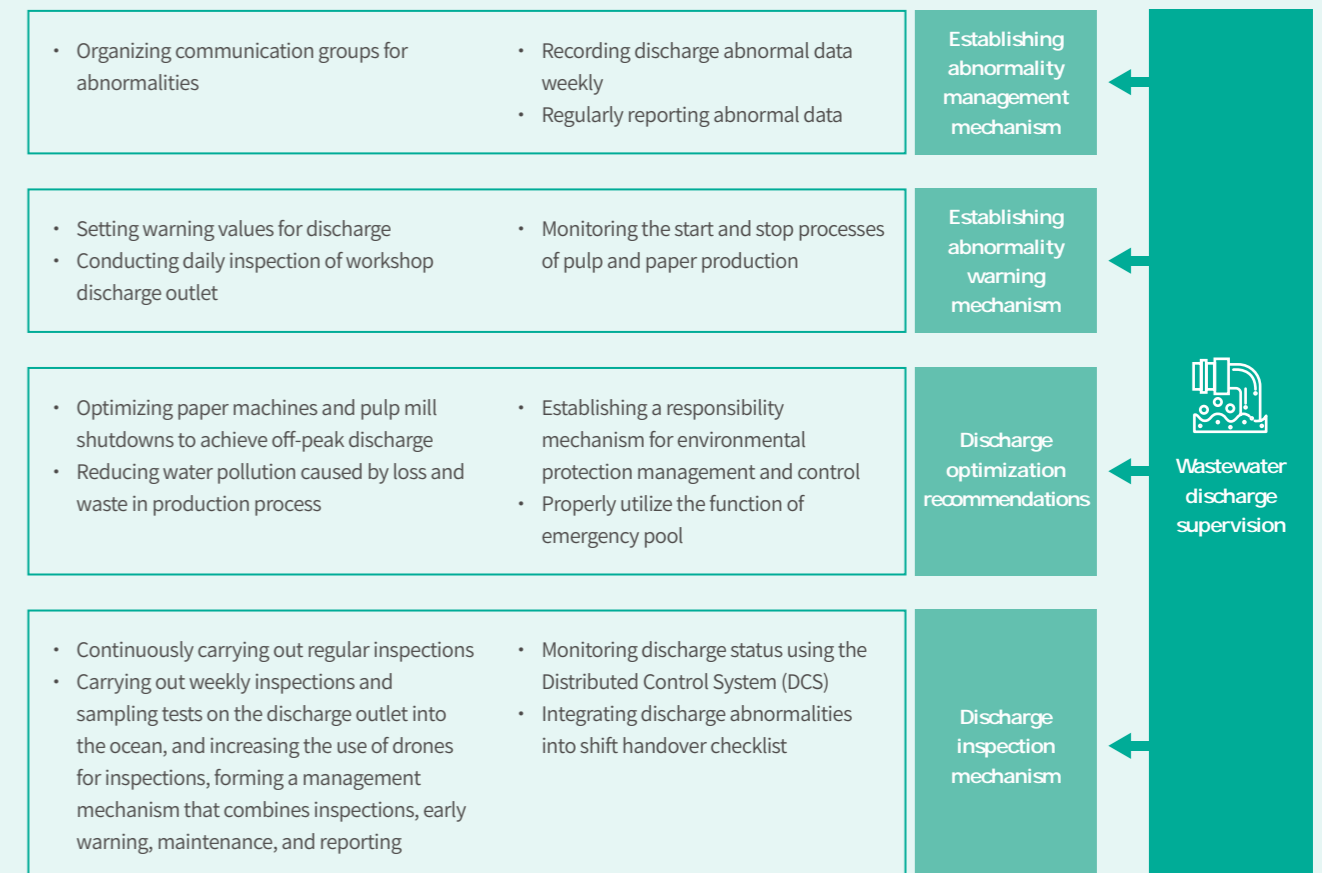 • Organizing communication groups for
abnormalities
• Recording discharge abnormal data
weekly
• Regularly reporting abnormal data
Establishing
abnormality
management
mechanism
• Setting warning values for discharge
• Conducting daily inspection of workshop
discharge outlet
• Monitoring the start and stop processes
of pulp and paper production
Establishing
abnormality
warning
mechanism
• Optimizing paper machines and pulp mill
shutdowns to achieve off-peak discharge
• Reducing water pollution caused by loss and
waste in production process
• Establishing a responsibility
mechanism for environmental
protection management and control
• Properly utilize the function of
emergency pool
Discharge
optimization
recommendations
• Continuously carrying out regular inspections
• Carrying out weekly inspections and
sampling tests on the discharge outlet into
the ocean, and increasing the use of drones
for inspections, forming a management
mechanism that combines inspections, early
warning, maintenance, and reporting
• Monitoring discharge status using the
Distributed Control System (DCS)
• Integrating discharge abnormalities
into shift handover checklist
Discharge
inspection
mechanism
Wastewater
discharge
supervision